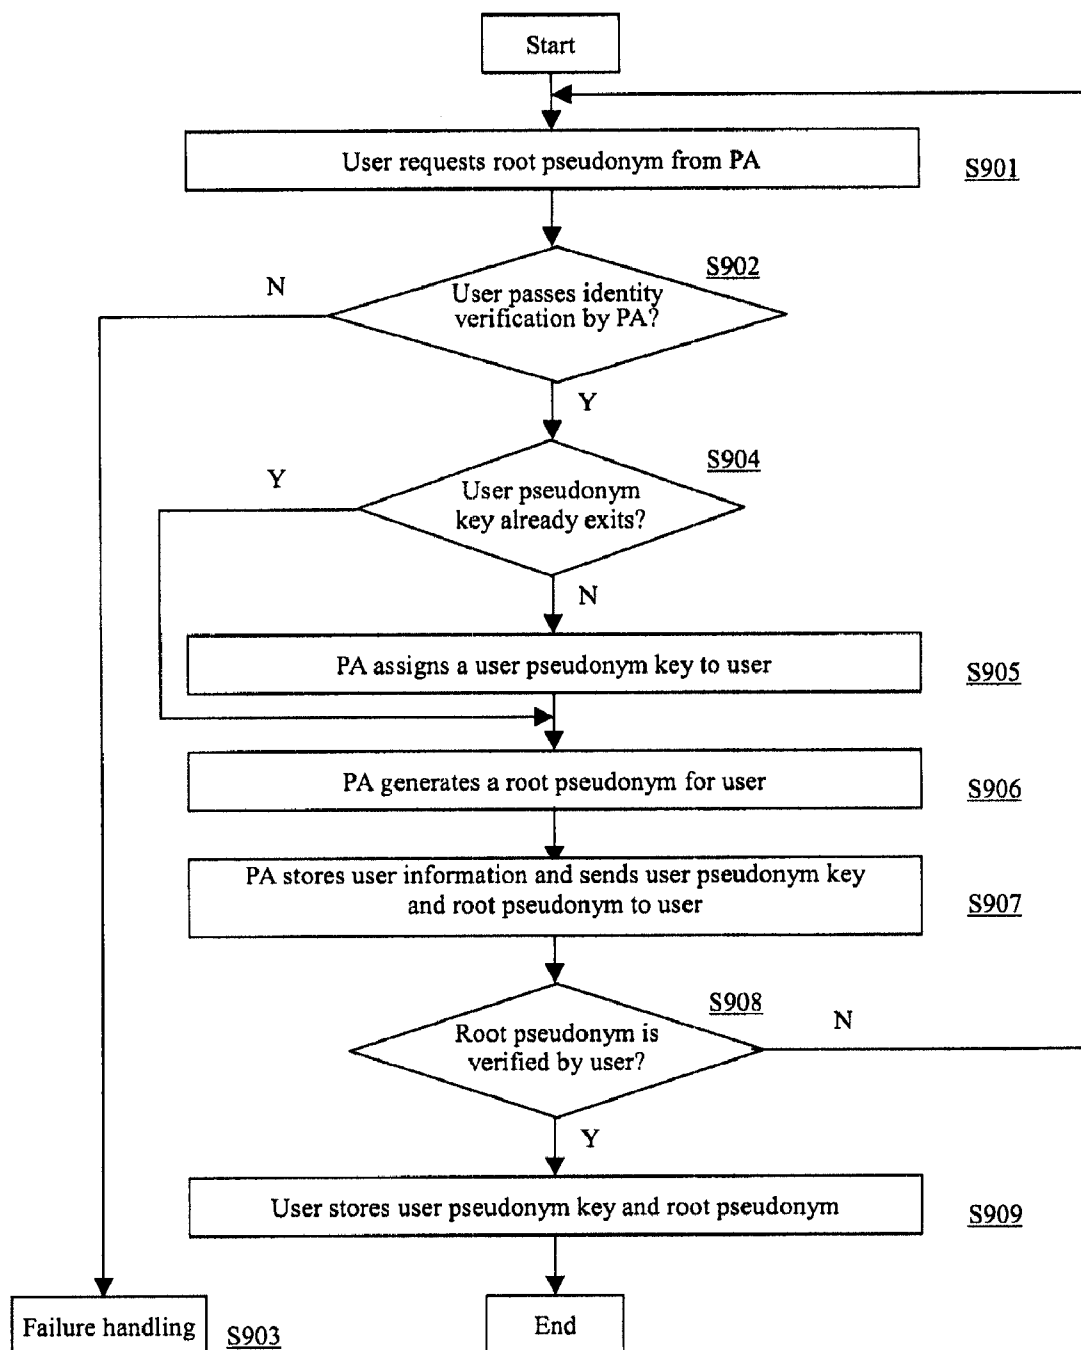 Start
User requests root pseudonym from PA
S901
S902
N
User passes identity
verification by PA?
Y
S904
Y
User pseudonym
key already exits?
N
PA assigns a user pseudonym key to user
S905
PA generates a root pseudonym for user
S906
PA stores user information and sends user pseudonym key
and root pseudonym to user
S907
S908
N
Root pseudonym is
verified by user?
Y
User stores user pseudonym key and root pseudonym
S909
Failure handling
S903
End